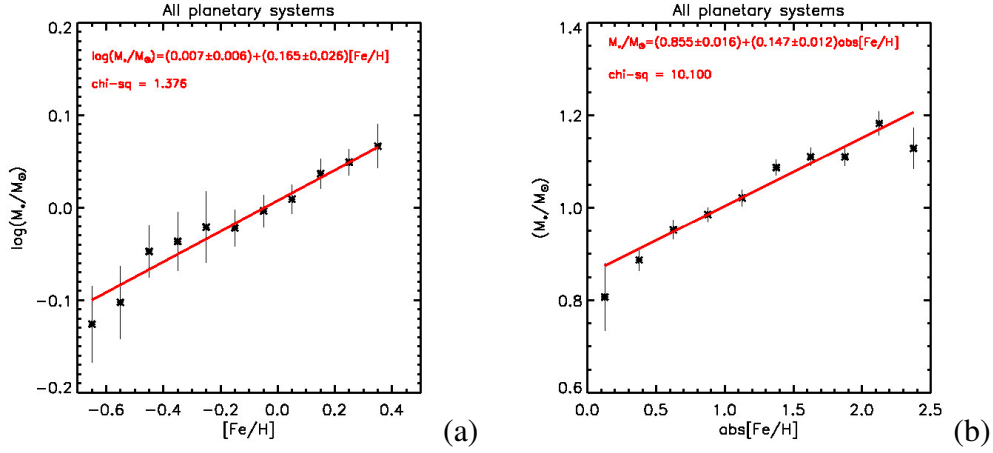 All planetary systems
log(M*/M⊙)=(0.007±0.006)+(0.165±0.026)[Fe/H]
chi-sq = 1.376
0.2
0.1
0.0
-0.1
-0.2
log(M*/M⊙)
-0.6 -0.4 -0.2 0.0 0.2 0.4
[Fe/H]
(a)
All planetary systems
M*/M⊙=(0.855±0.016)+(0.147±0.012)abs[Fe/H]
chi-sq = 10.100
1.4
1.2
1.0
0.8
0.6
(M*/M⊙)
0.0 0.5 1.0 1.5 2.0 2.5
abs[Fe/H]
(b)